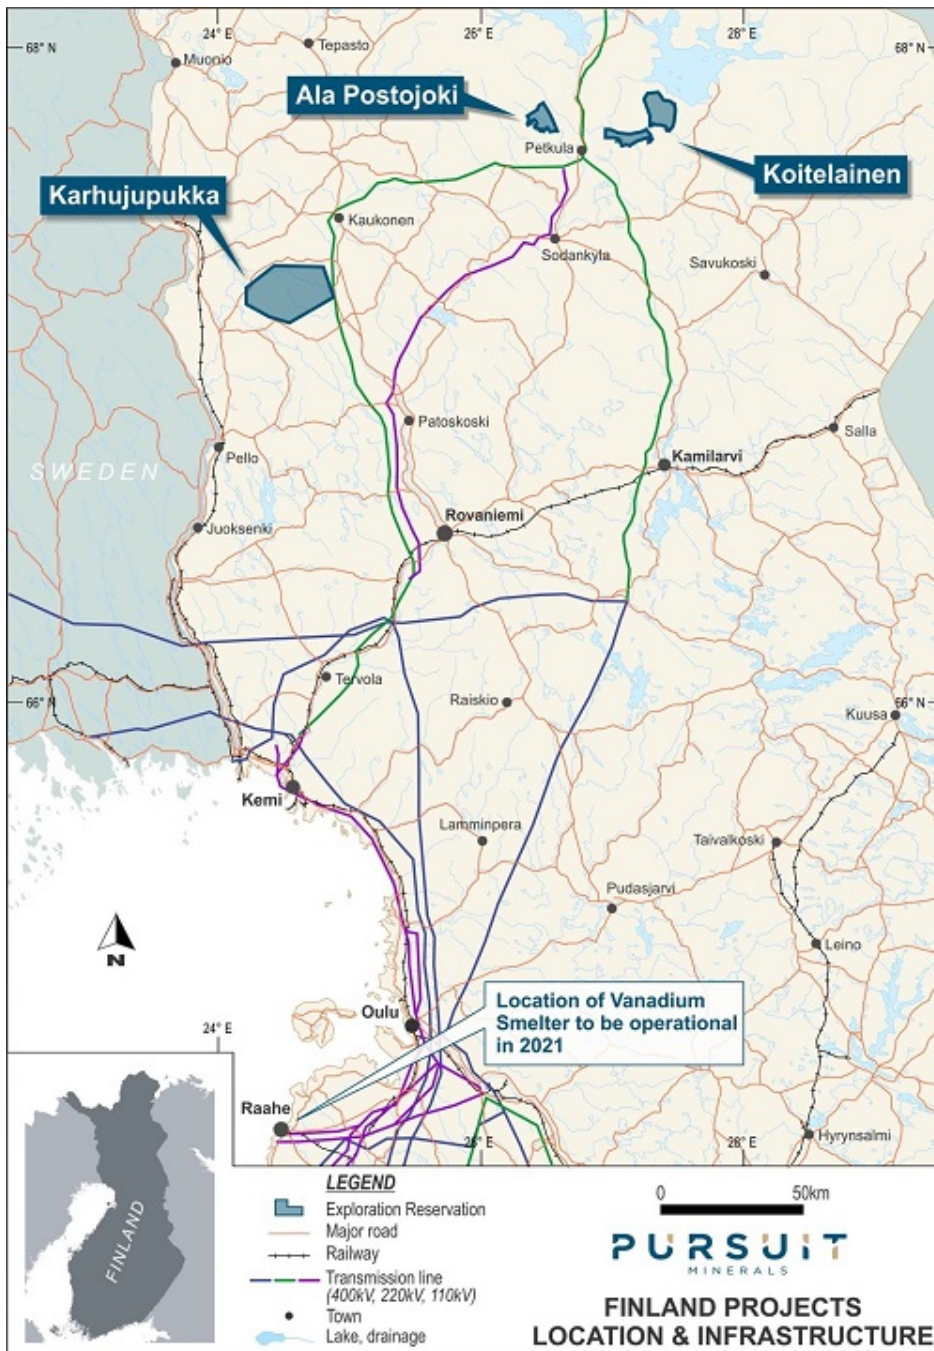 24° E
26° E
28° E
68° N
68° N
Tepasto
Muonio
Ala Postojoki
Petkula
Koitelainen
Karhujupukka
Kaukonen
Sodankyla
Savukoski
Patoskoski
Salla
Pello
Kamilarvi
SWEDEN
Rovaniemi
Juoksenki
Tervola
Raiskio
66° N
66° N
Kuusa
Kemi
Lamminpera
Taivalkoski
Pudasjarvi
Leino
N
Location of Vanadium
Smelter to be operational
in 2021
Oulu
24° E
Raahe
Hyrynsalmi
26° E
28° E
FINLAND
LEGEND
Exploration Reservation
Major road
Railway
Transmission line
(400kV, 220kV, 110kV)
Town
Lake, drainage
0 50km
PURSUIT
MINERALS
FINLAND PROJECTS
LOCATION & INFRASTRUCTURE